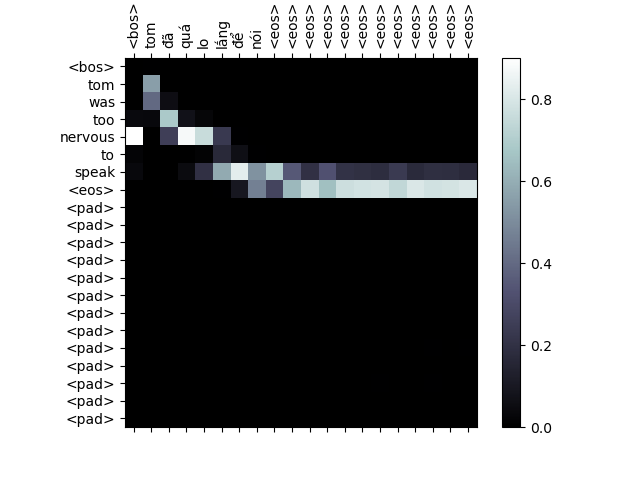 <bos> tom đã quá lo lắng để nói <eos> <eos> <eos> <eos> <eos> <eos> <eos> <eos> <eos> <eos> <eos> <eos>
<bos>
tom
was
too
nervous
to
speak
<eos>
<pad>
<pad>
<pad>
<pad>
<pad>
<pad>
<pad>
<pad>
<pad>
<pad>
<pad>
<pad>
<pad>
0.8
0.6
0.4
0.2
0.0